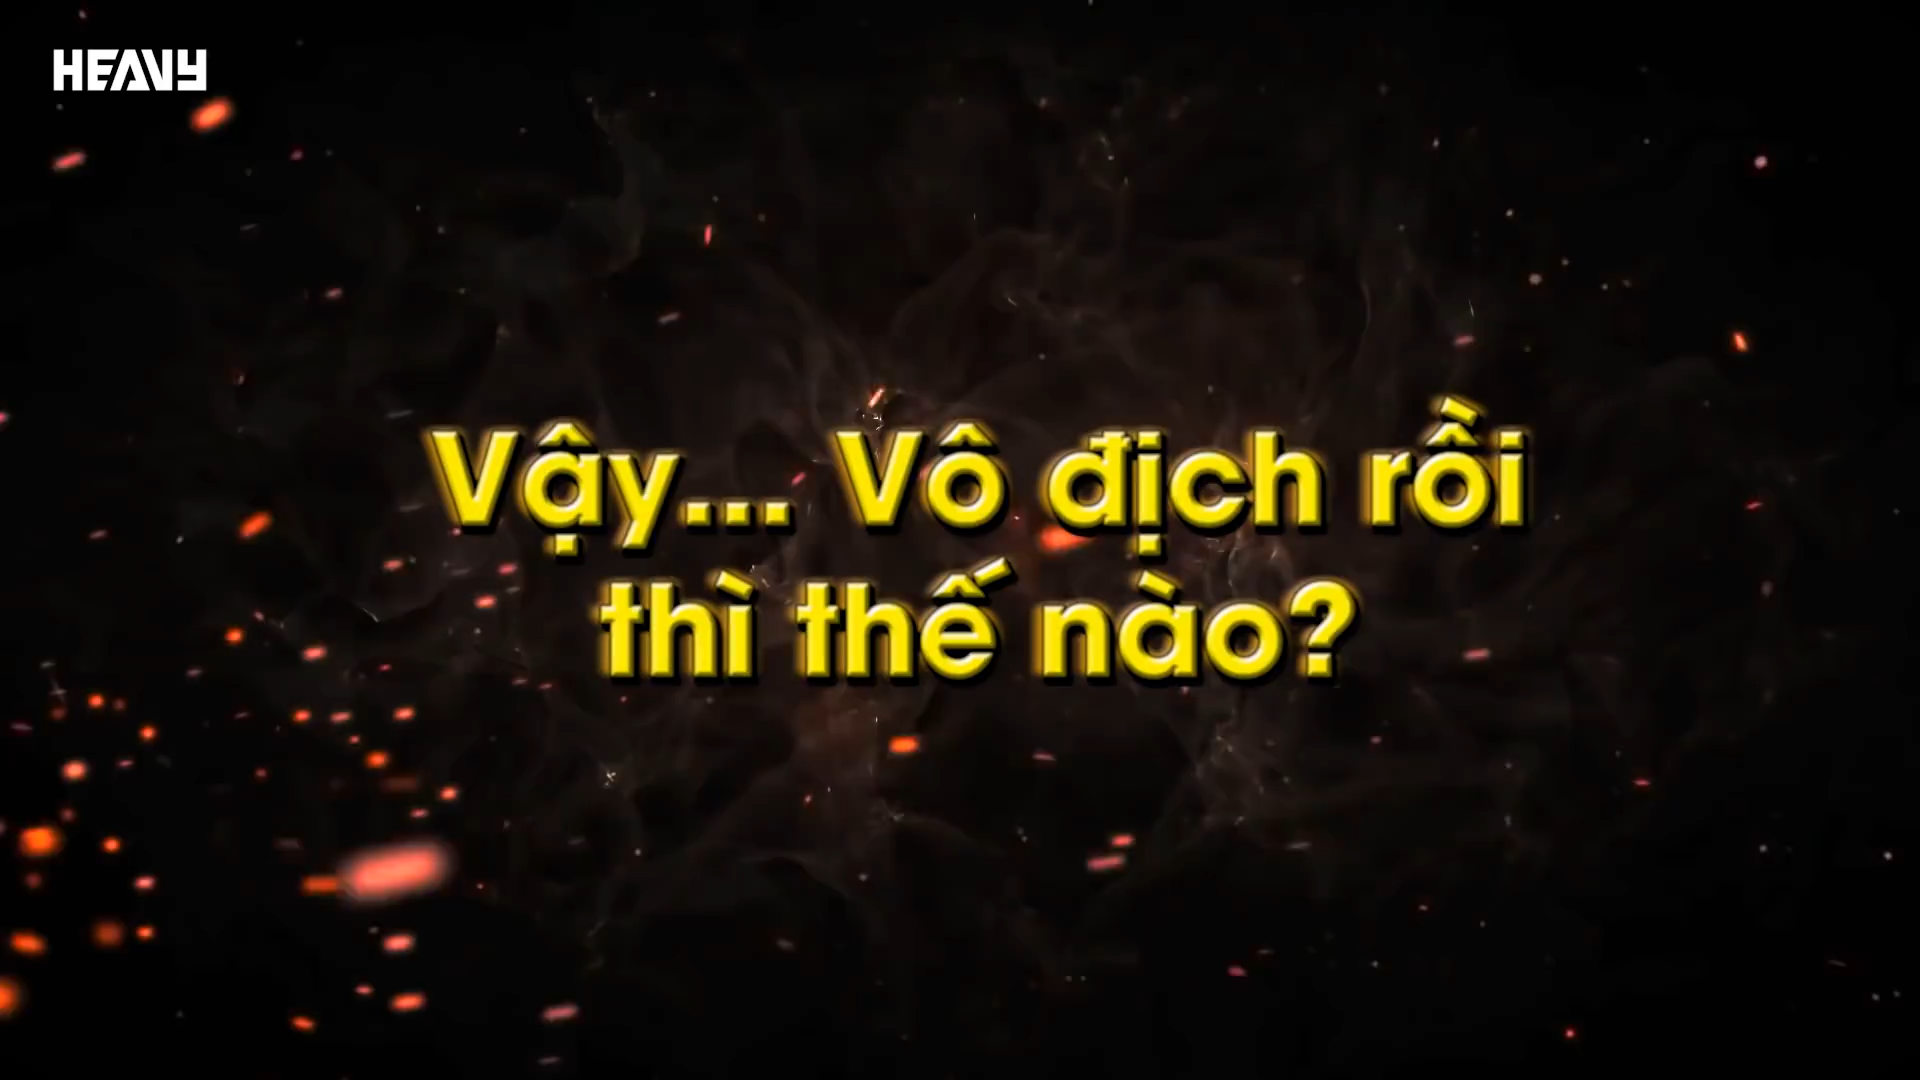 HEAVY
Vậy... Vô địch rồi
thì thế nào?